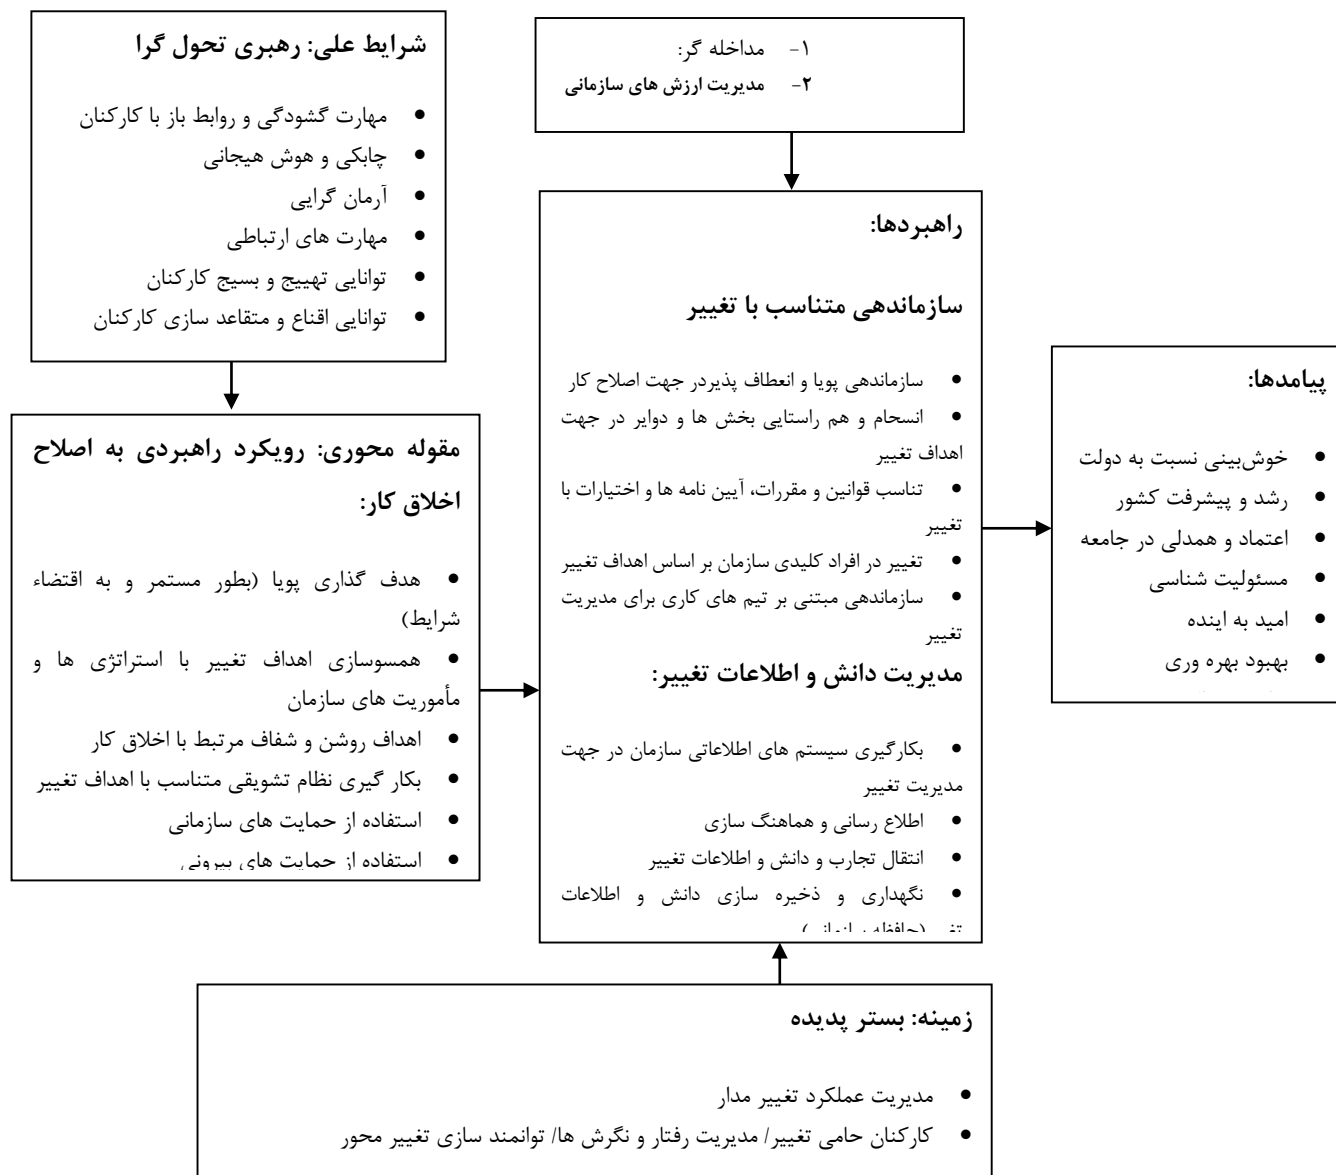 شرایط علی: رهبری تحول گرا
• مهارت گشودگی و روابط باز با کارکنان
• چابکی و هوش هیجانی
• آرمان گرایی
• مهارت های ارتباطی
• توانایی تهییج و بسیج کارکنان
• توانایی اقناع و متقاعد سازی کارکنان
۱- مداخله گر:
۲- مدیریت ارزش های سازمانی
مقوله محوری: رویکرد راهبردی به اصلاح
اخلاق کار:
• هدف گذاری پویا (بطور مستمر و به اقتضاء
شرایط)
• همسوسازی اهداف تغییر با استراتژی ها و
مأموریت های سازمان
• اهداف روشن و شفاف مرتبط با اخلاق کار
• بکار گیری نظام تشویقی متناسب با اهداف تغییر
• استفاده از حمایت های سازمانی
• استفاده از حمایت های بیرونی
راهبردها:
سازماندهی متناسب با تغییر
• سازماندهی پویا و انعطاف پذیردر جهت اصلاح کار
• انسحام و هم راستایی بخش ها و دوایر در جهت
اهداف تغییر
• تناسب قوانین و مقررات، آیین نامه ها و اختیارات با
تغییر
• تغییر در افراد کلیدی سازمان بر اساس اهداف تغییر
• سازماندهی مبتنی بر تیم های کاری برای مدیریت
تغییر
مدیریت دانش و اطلاعات تغییر:
• بکارگیری سیستم های اطلاعاتی سازمان در جهت
مدیریت تغییر
• اطلاع رسانی و هماهنگ سازی
• انتقال تجارب و دانش و اطلاعات تغییر
• نگهداری و ذخیره سازی دانش و اطلاعات
(حافظه سازمانی)
پیامدها:
• خوش‌بینی نسبت به دولت
• رشد و پیشرفت کشور
• اعتماد و همدلی در جامعه
• مسئولیت شناسی
• امید به اینده
• بهبود بهره وری
زمینه: بستر پدیده
• مدیریت عملکرد تغییر مدار
• کارکنان حامی تغییر/ مدیریت رفتار و نگرش ها/ توانمند سازی تغییر محور